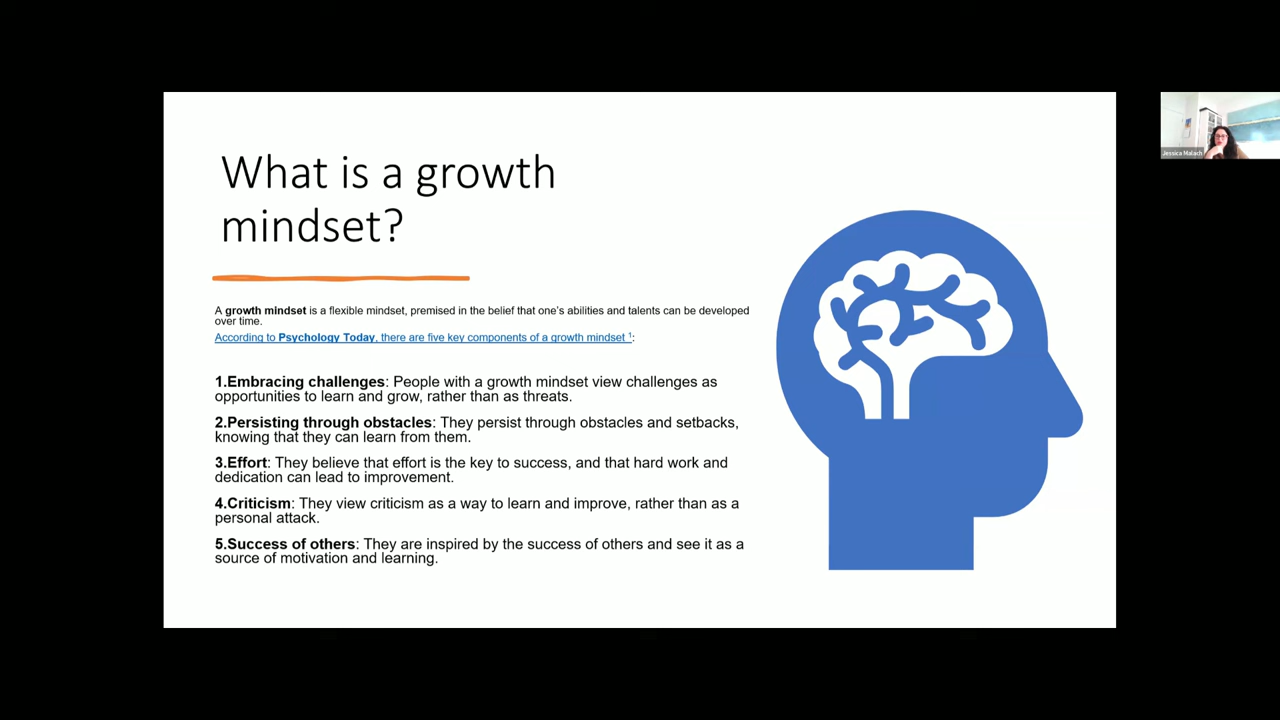 What is a growth
mindset?
A growth mindset is a flexible mindset, premised in the belief that one's abilities and talents can be developed
over time.
According to Psychology Today, there are five key components of a growth mindset ¹:
1.Embracing challenges: People with a growth mindset view challenges as
opportunities to learn and grow, rather than as threats.
2.Persisting through obstacles: They persist through obstacles and setbacks,
knowing that they can learn from them.
3.Effort: They believe that effort is the key to success, and that hard work and
dedication can lead to improvement.
4.Criticism: They view criticism as a way to learn and improve, rather than as a
personal attack.
5.Success of others: They are inspired by the success of others and see it as a
source of motivation and learning.
Jessica Malach